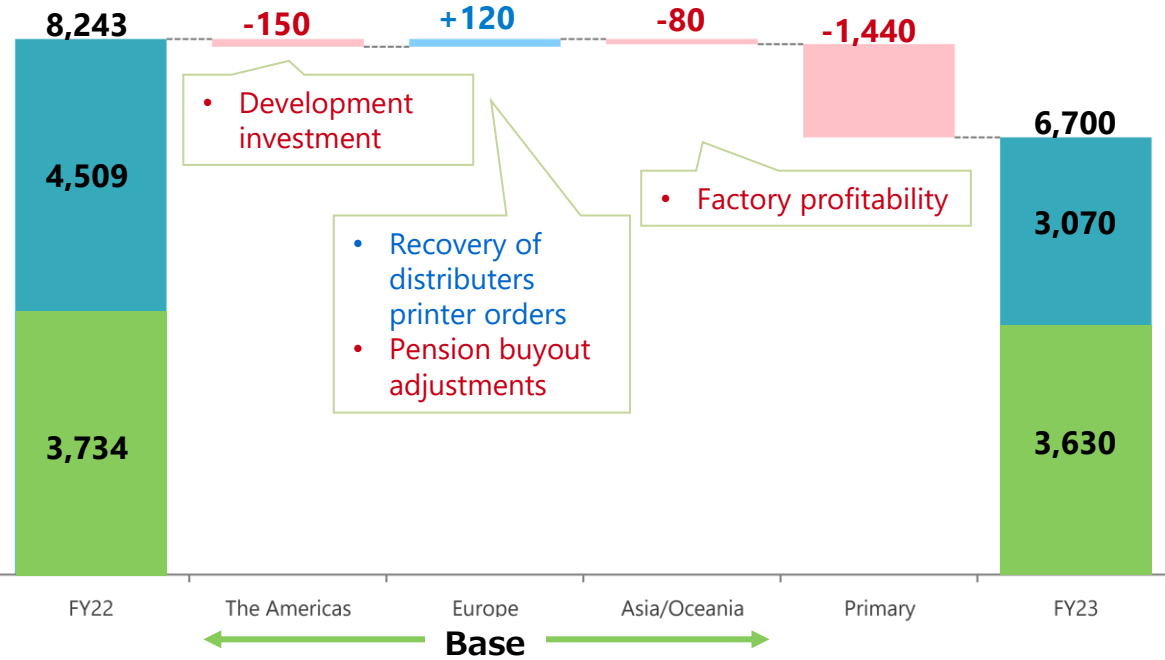 8,243
-150
+120
-80
-1,440
6,700
4,509
3,734
• Development
investment
• Recovery of
distributers
printer orders
• Pension buyout
adjustments
• Factory profitability
3,070
3,630
FY22
The Americas
Europe
Asia/Oceania
Primary
FY23
Base